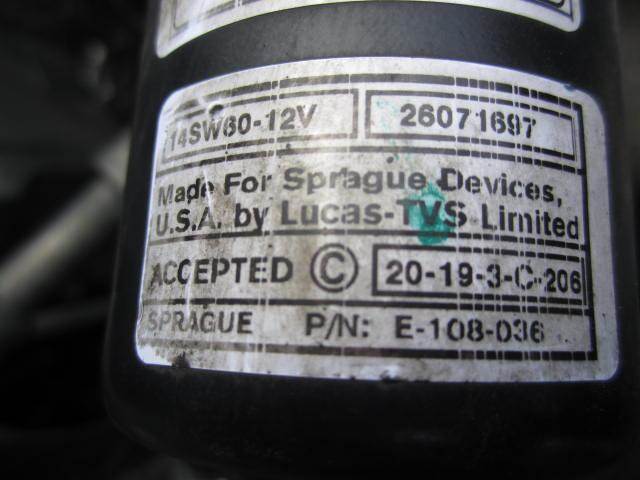 14SW60-12V 26071697
Made For Sprague Devices,
U.S.A. by Lucas-TVS Limited
ACCEPTED © 20-19-3-C-206
SPRAGUE P/N: E-108-036